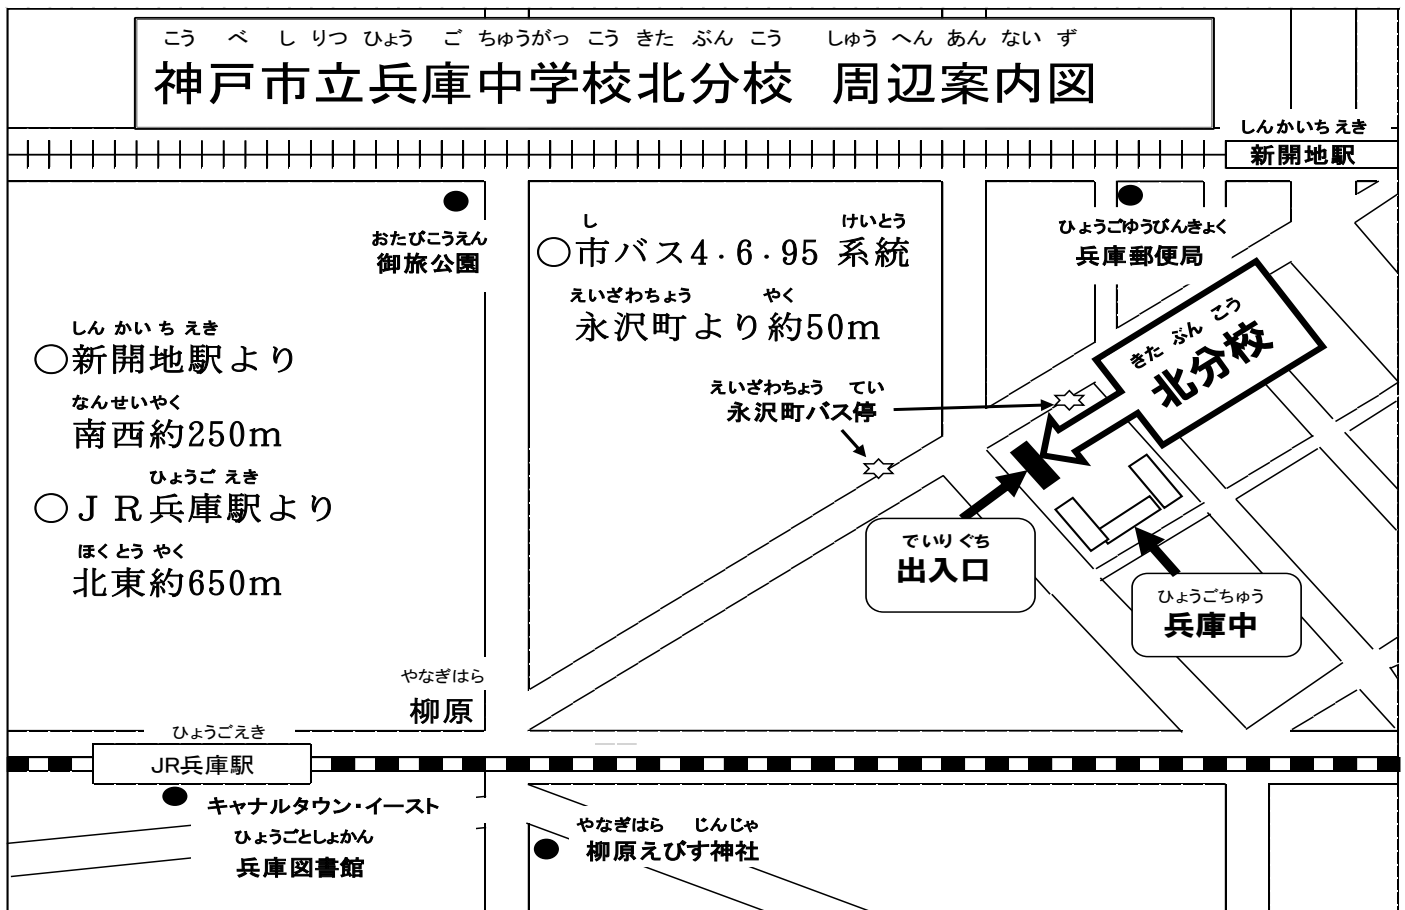 こう べ し りつ ひょう ご ちゅうがっ こう きた ぶん こう しゅう へん あん ない ず
神戸市立兵庫中学校北分校 周辺案内図
しんかいち えき
新開地駅
おたびこうえん
御旅公園
し けいとう
○市バス4・6・95 系統
えいざわちょう やく
永沢町より約50m
ひょうごゆうびんきょく
兵庫郵便局
きた ぶん こう
北分校
しん かい ち えき
○新開地駅より
なんせいやく
南西約250m
ひょうご えき
○JR兵庫駅より
ほく とう やく
北東約650m
えいざわちょう てい
永沢町バス停
でいり ぐち
出入口
ひょうごちゅう
兵庫中
やなぎはら
柳原
ひょうごえき
JR兵庫駅
キャナルタウン・イースト
ひょうごとしょかん
兵庫図書館
やなぎはら じんじゃ
柳原えびす神社